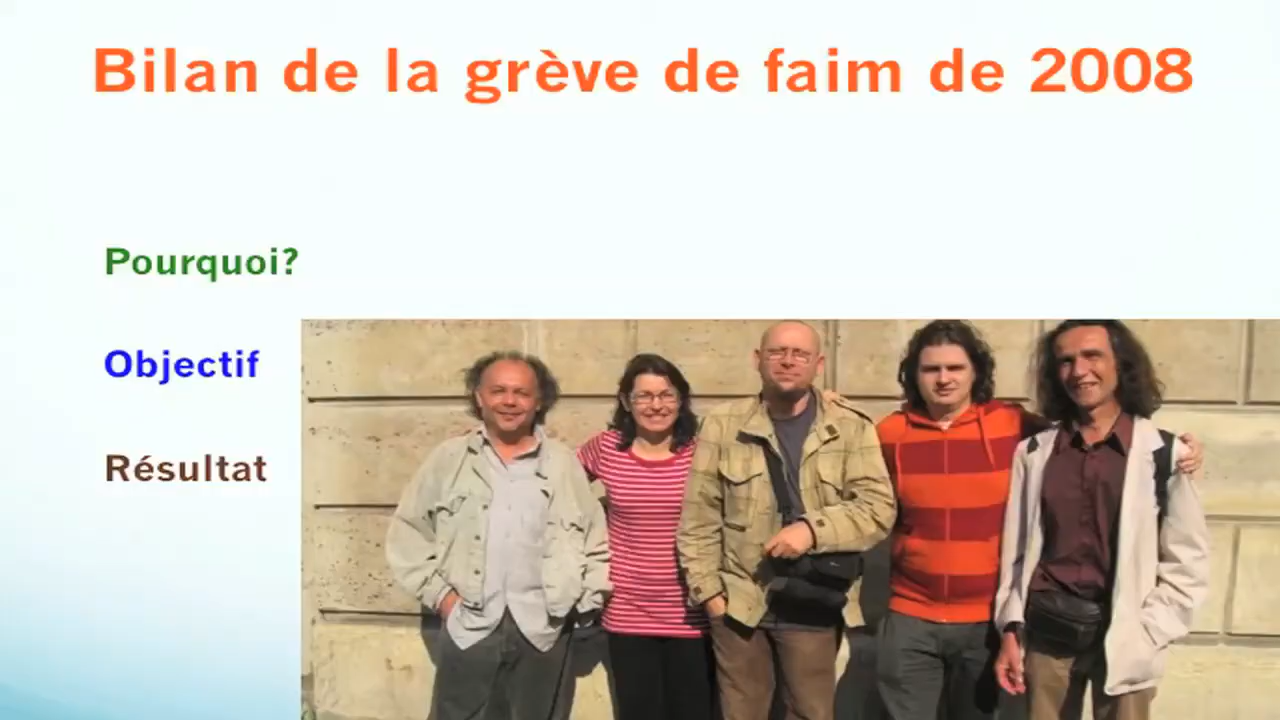 Bilan de la grève de faim de 2008
Pourquoi?
Objectif
Résultat